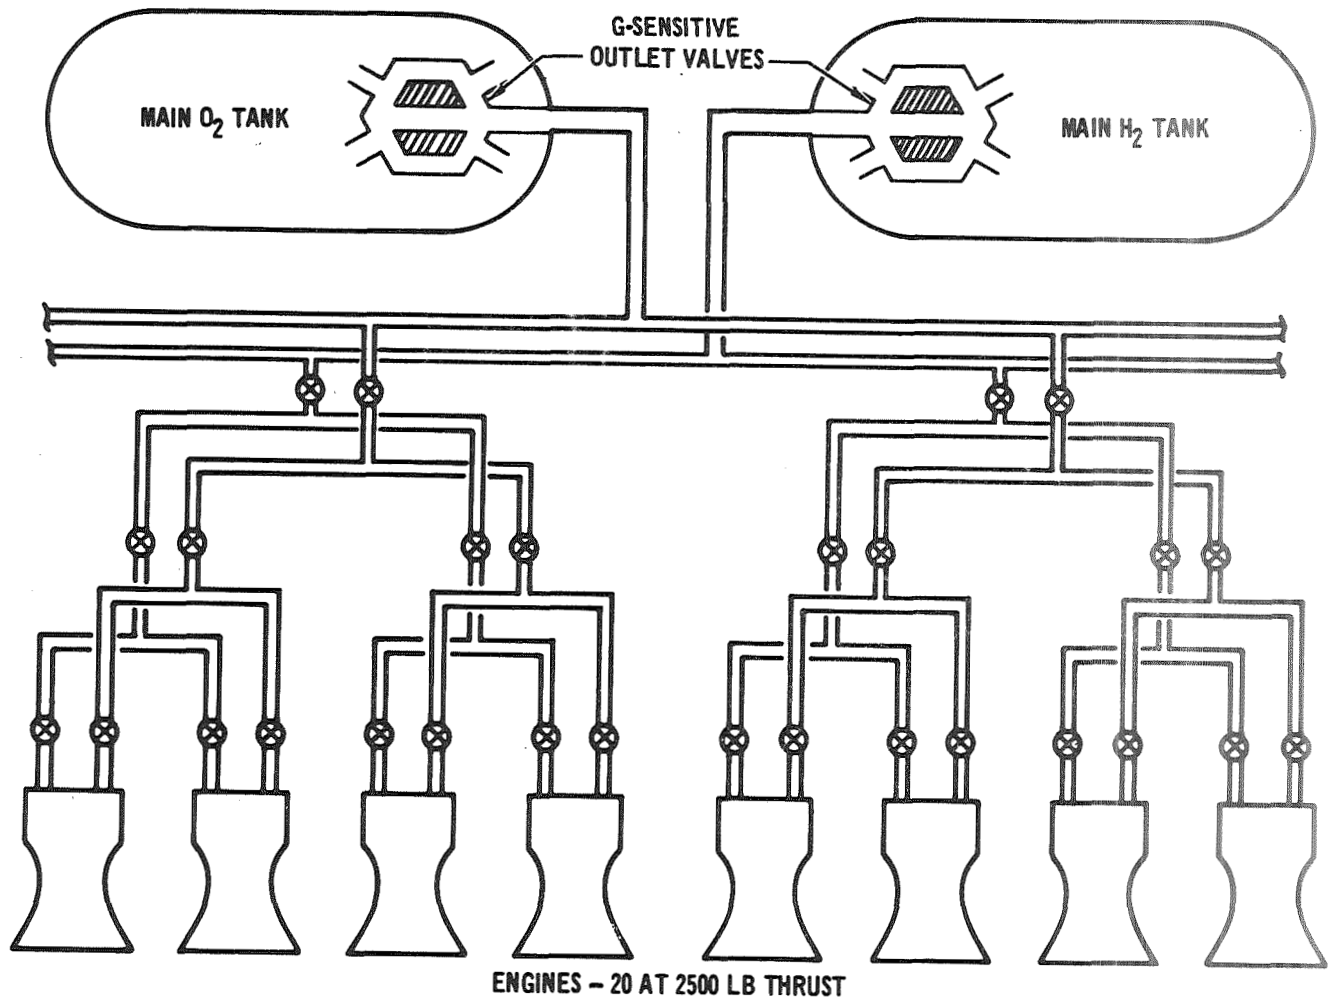 G-SENSITIVE
OUTLET VALVES
MAIN O₂ TANK
MAIN H₂ TANK
ENGINES – 20 AT 2500 LB THRUST